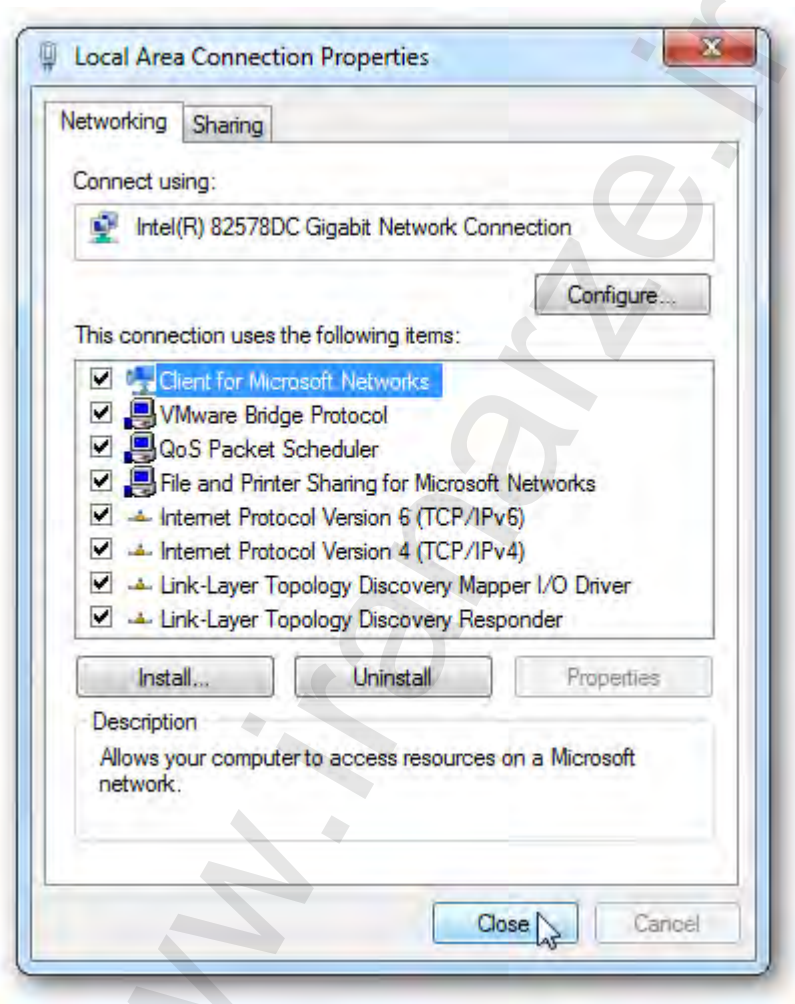 Local Area Connection Properties
Networking
Sharing
Connect using:
Intel(R) 82578DC Gigabit Network Connection
Configure...
This connection uses the following items:
Client for Microsoft Networks
VMware Bridge Protocol
QoS Packet Scheduler
File and Printer Sharing for Microsoft Networks
Internet Protocol Version 6 (TCP/IPv6)
Internet Protocol Version 4 (TCP/IPv4)
Link-Layer Topology Discovery Mapper I/O Driver
Link-Layer Topology Discovery Responder
Install...
Uninstall
Properties
Description
Allows your computer to access resources on a Microsoft
network.
Close
Cancel